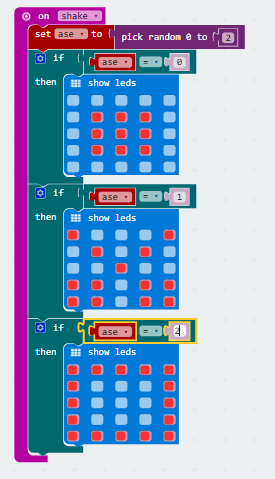 on shake
set ase to pick random 0 to 2
if ase = 0
then show leds
if ase = 1
then show leds
if ase = 2
then show leds